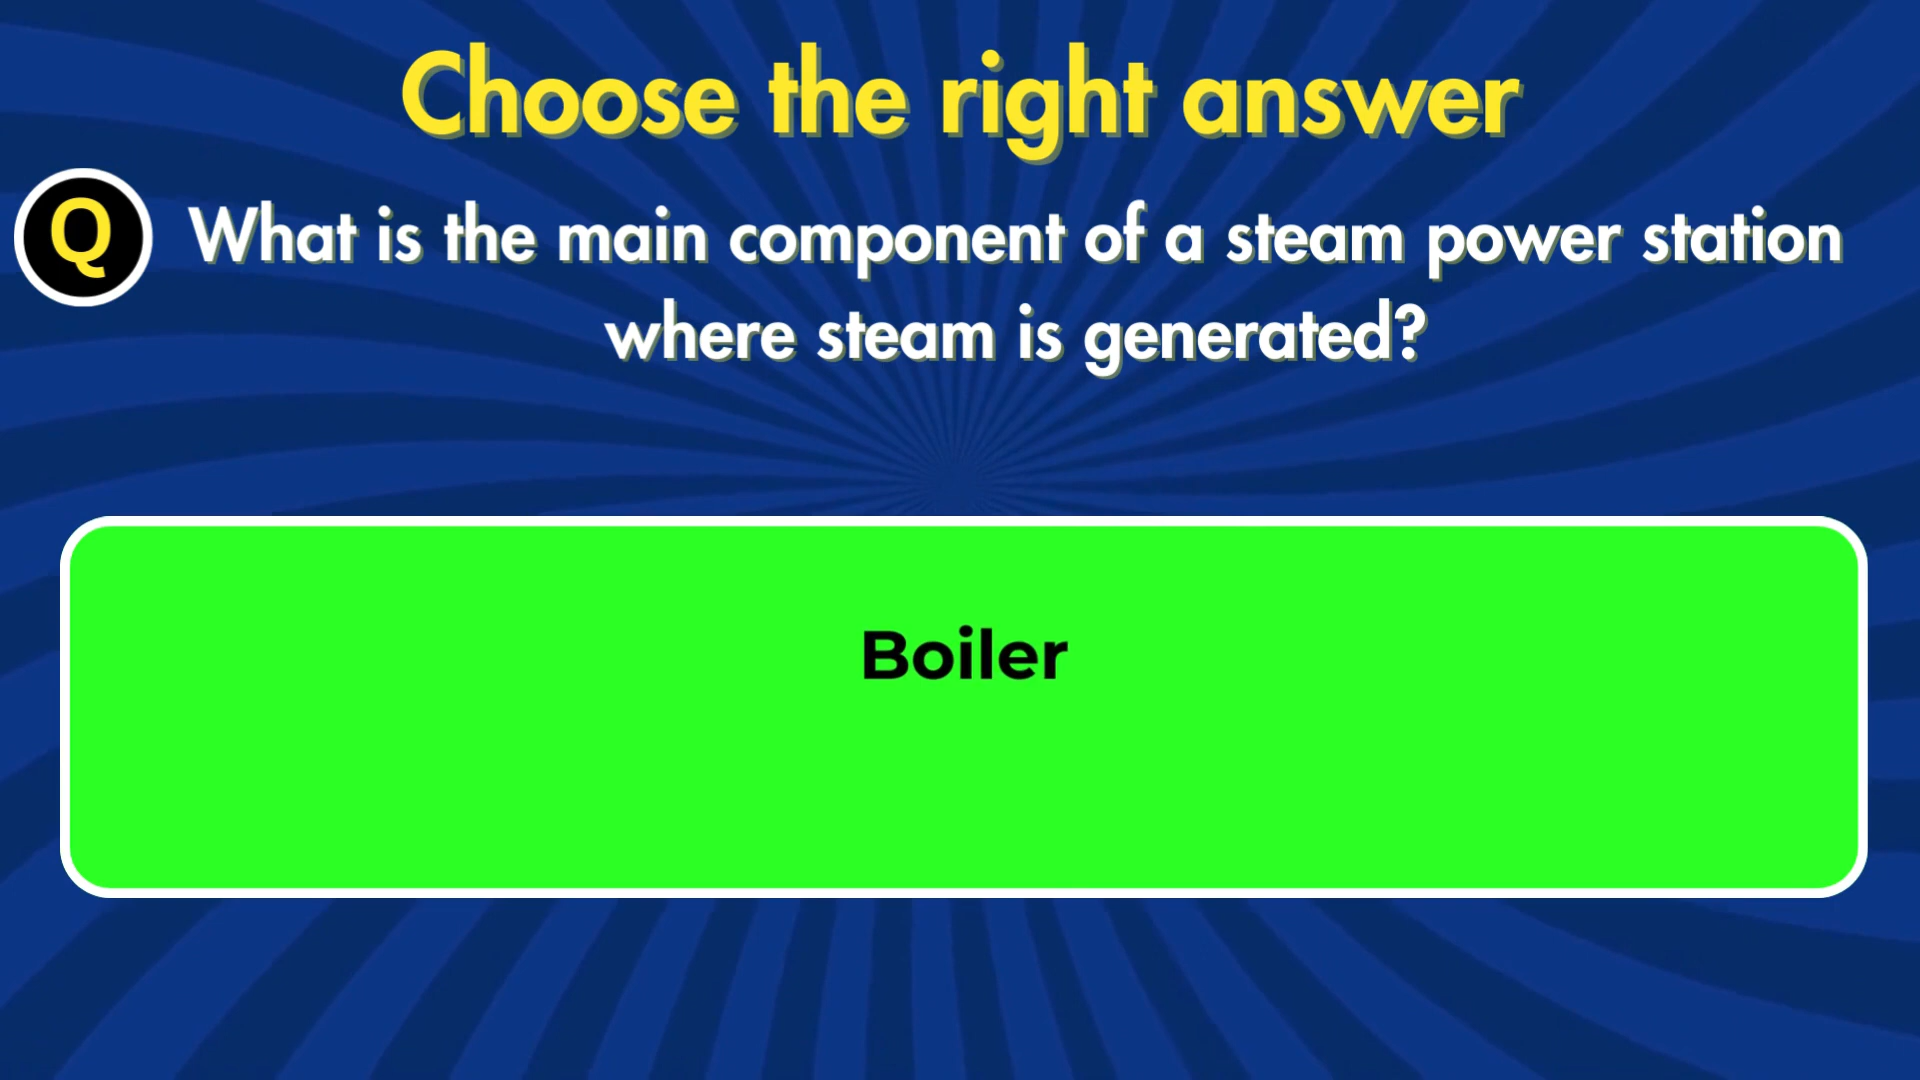 Choose the right answer
Q What is the main component of a steam power station
where steam is generated?
Boiler